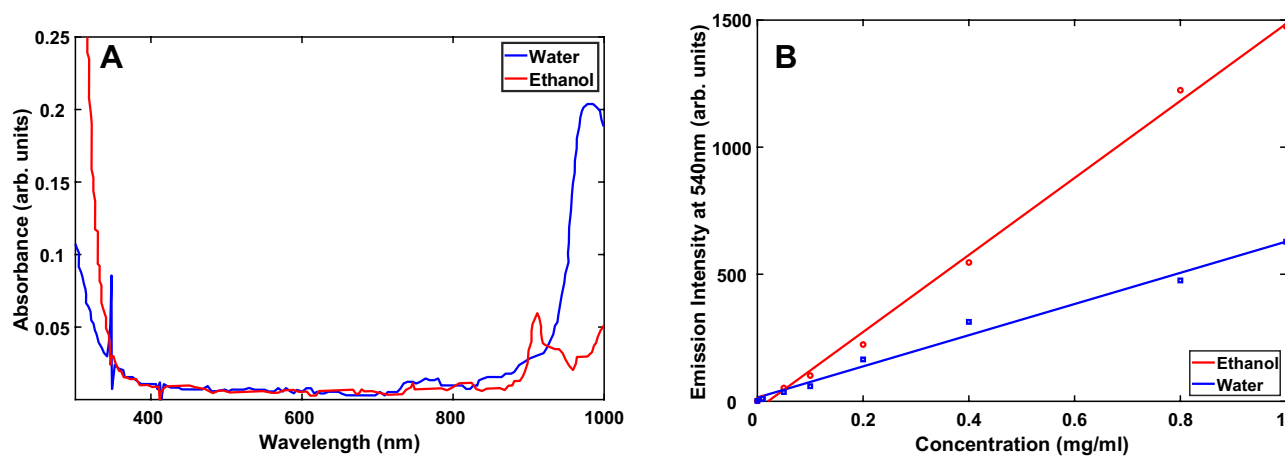 A
Water
Ethanol
0.25
0.2
0.15
0.1
0.05
Absorbance (arb. units)
400
600
800
1000
Wavelength (nm)
B
1500
1000
500
0
Emission Intensity at 540nm (arb. units)
Ethanol
Water
0
0.2
0.4
0.6
0.8
1
Concentration (mg/ml)